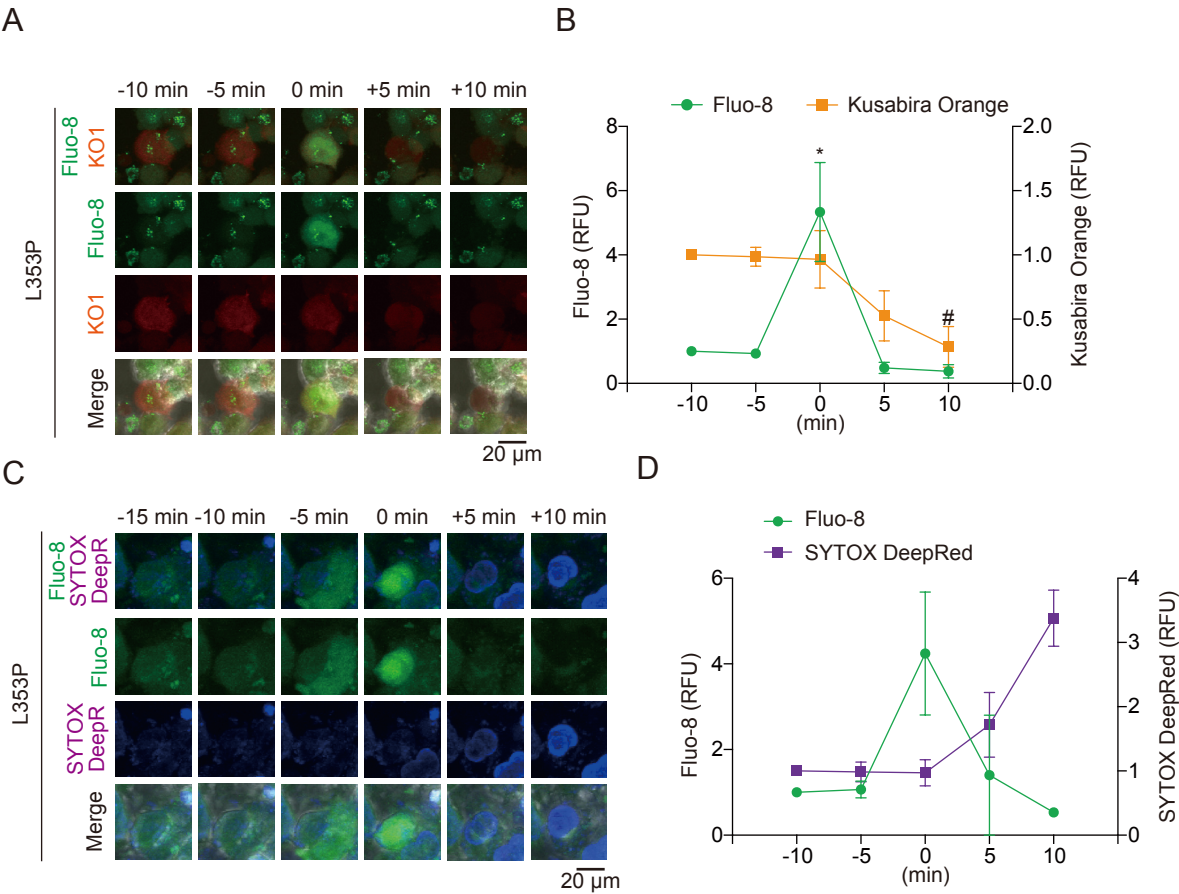 A
B
-10 min -5 min 0 min +5 min +10 min
L353P
Fluo-8
KO1
Fluo-8
KO1
Merge
20 µm
Fluo-8 Kusabira Orange
8
6
4
2
0
Fluo-8 (RFU)
2.0
1.5
1.0
0.5
0.0
Kusabira Orange (RFU)
*
#
-10 -5 0 5 10
(min)
C
D
-15 min -10 min -5 min 0 min +5 min +10 min
L353P
Fluo-8
SYTOX
DeepR
Fluo-8
SYTOX
DeepR
Merge
20 µm
Fluo-8
SYTOX DeepRed
6
4
2
0
Fluo-8 (RFU)
4
3
2
1
0
SYTOX DeepRed (RFU)
-10 -5 0 5 10
(min)